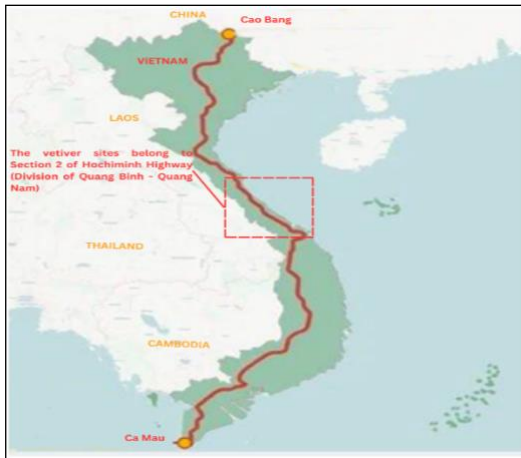 CHINA
Cao Bang
VIETNAM
LAOS
The vetiver sites belong to
Section 2 of Hochiminh Highway
(Division of Quang Binh - Quang
Nam)
THAILAND
CAMBODIA
Ca Mau